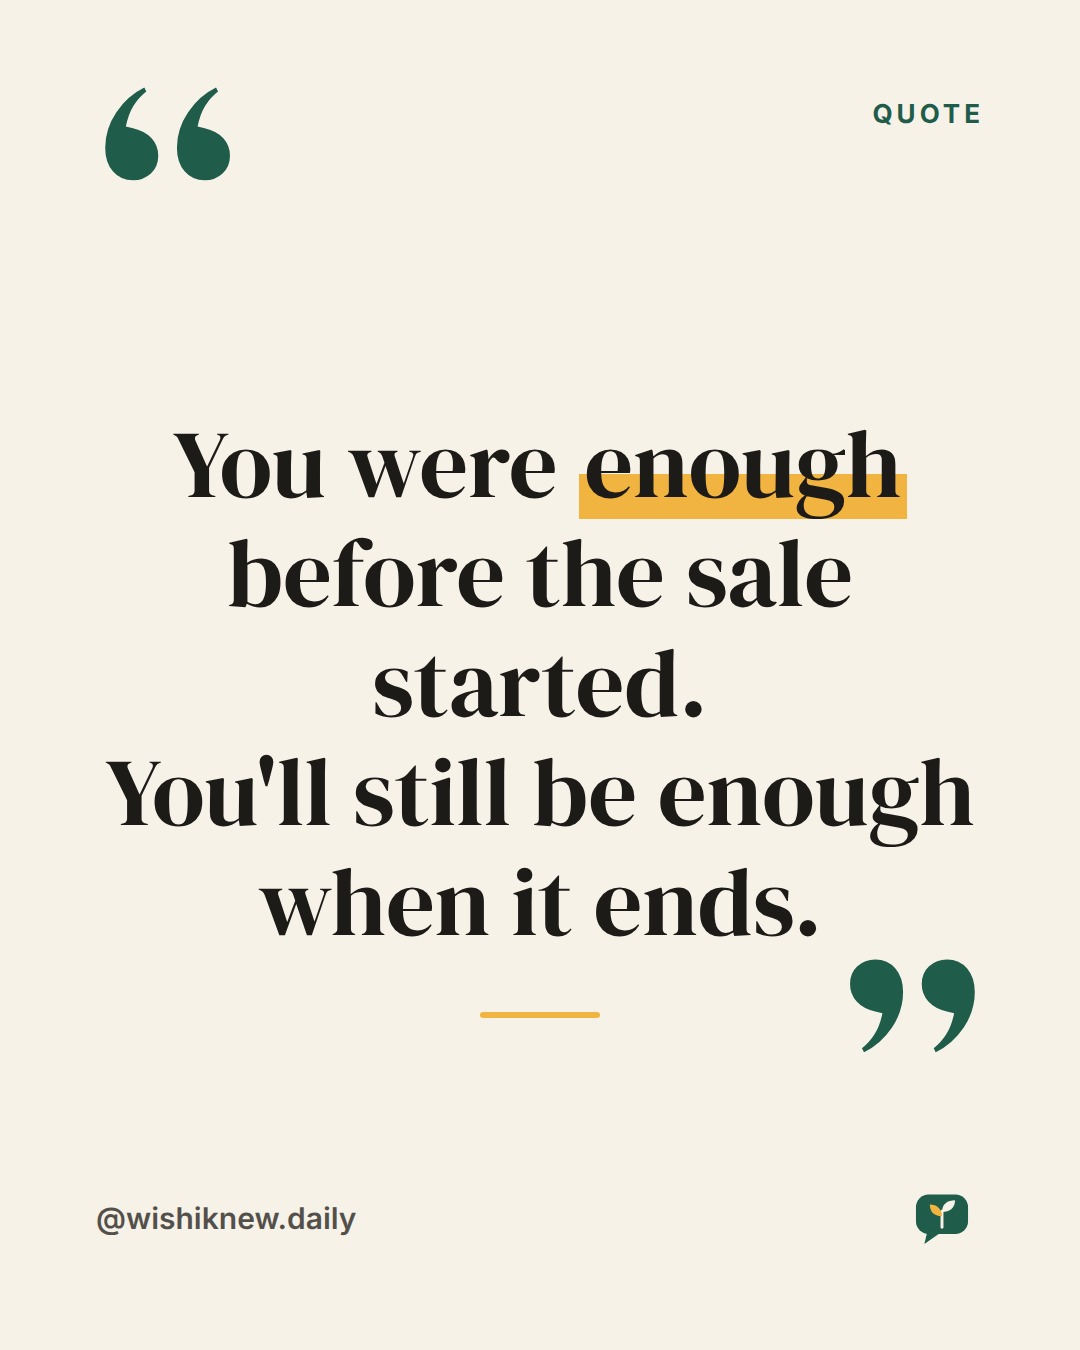 “
QUOTE
You were enough
before the sale
started.
You'll still be enough
when it ends.
”
@wishiknew.daily